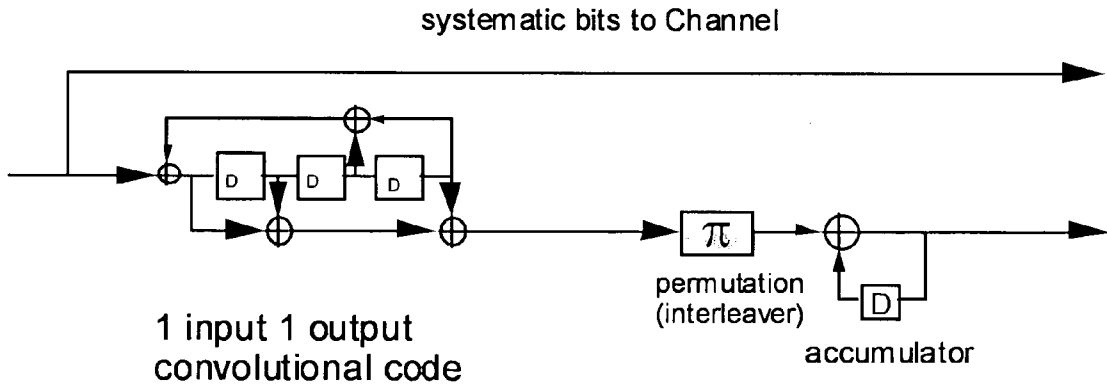 systematic bits to Channel
D D D
π
permutation
(interleaver)
D
accumulator
1 input 1 output
convolutional code